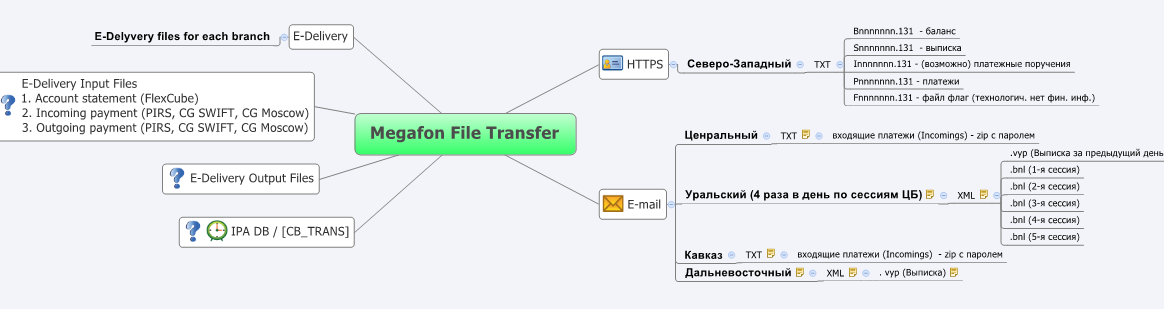 E-Delyvery files for each branch
E-Delivery
E-Delivery Input Files
1. Account statement (FlexCube)
2. Incoming payment (PIRS, CG SWIFT, CG Moscow)
3. Outgoing payment (PIRS, CG SWIFT, CG Moscow)
E-Delivery Output Files
IPA DB / [CB_TRANS]
Megafon File Transfer
HTTPS
Северо-Западный
TXT
Bnnnnnnn.131 - баланс
Snnnnnnn.131 - выписка
Innnnnnn.131 - (возможно) платежные поручения
Pnnnnnnn.131 - платежи
Fnnnnnnn.131 - файл флаг (технологич. нет фин. инф.)
E-mail
Ценральный
TXT
входящие платежи (Incomings) - zip с паролем
Уральский (4 раза в день по сессиям ЦБ)
XML
.vyp (Выписка за предыдущий день
.bnl (1-я сессия)
.bnl (2-я сессия)
.bnl (3-я сессия)
.bnl (4-я сессия)
.bnl (5-я сессия)
Кавказ
TXT
входящие платежи (Incomings) - zip с паролем
Дальневосточный
XML
. vyp (Выписка)